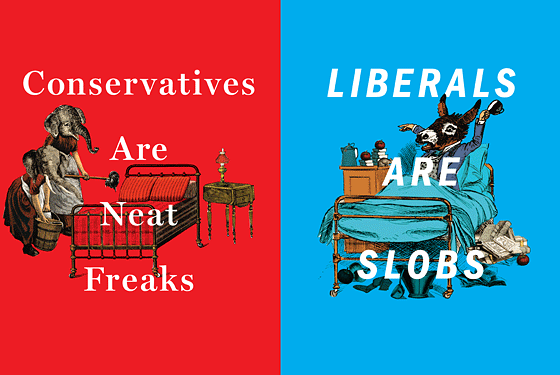 Conservatives
Are
Neat
Freaks
LIBERALS
ARE
SLOBS